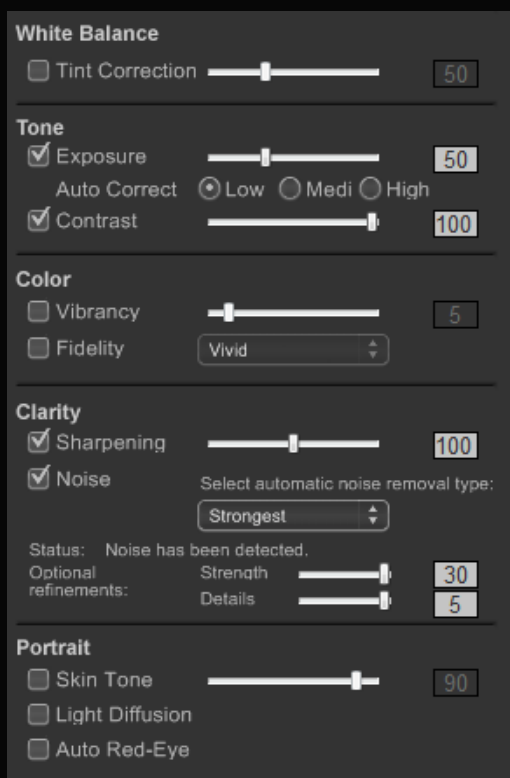 White Balance
Tint Correction 50
Tone
Exposure 50
Auto Correct Low Medi High
Contrast 100
Color
Vibrancy 5
Fidelity Vivid
Clarity
Sharpening 100
Noise Select automatic noise removal type:
Strongest
Status: Noise has been detected.
Optional Strength 30
refinements: Details 5
Portrait
Skin Tone 90
Light Diffusion
Auto Red-Eye